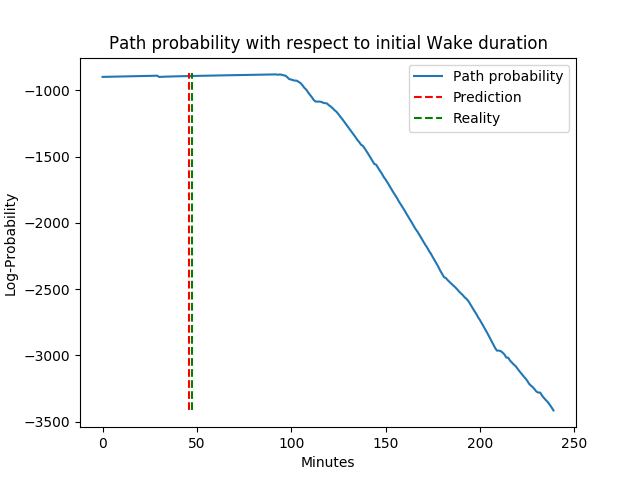 Path probability with respect to initial Wake duration
Path probability
Prediction
Reality
Log-Probability
−1000
−1500
−2000
−2500
−3000
−3500
0
50
100
150
200
250
Minutes